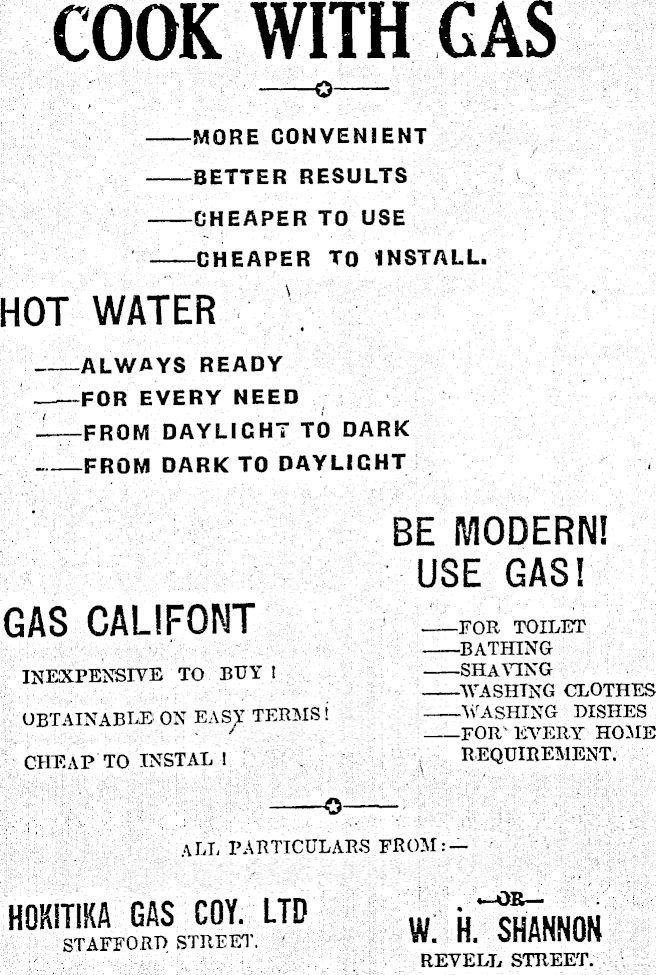 COOK WITH GAS
——MORE CONVENIENT
——BETTER RESULTS
——CHEAPER TO USE
——CHEAPER TO INSTALL.
HOT WATER
——ALWAYS READY
——FOR EVERY NEED
——FROM DAYLIGHT TO DARK
——FROM DARK TO DAYLIGHT
BE MODERN!
USE GAS!
GAS CALIFONT
INEXPENSIVE TO BUY !
OBTAINABLE ON EASY TERMS!
CHEAP TO INSTAL !
——FOR TOILET
——BATHING
——SHAVING
——WASHING CLOTHES
——WASHING DISHES
——FOR EVERY HOME
REQUIREMENT.
ALL PARTICULARS FROM:—
HOKITIKA GAS COY. LTD
STAFFORD STREET.
—OR—
W. H. SHANNON
REVELL STREET.